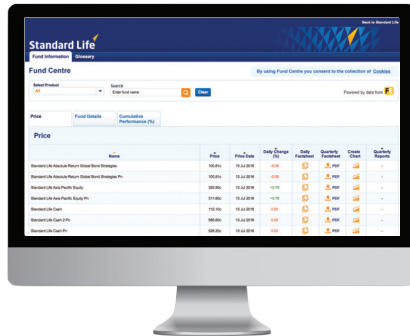 Back to Standard Life
Standard Life
Fund Information Glossary
Fund Centre
By using Fund Centre you consent to the collection of Cookies
Select Product Search
All Enter fund name Clear Powered by data from F
Price Fund Details Cumulative Performance (%)
Price
Name Price Price Date Daily Change (%) Daily Factsheet Quarterly Factsheet Create Chart Quarterly Reports
Standard Life Absolute Return Global Bond Strategies 15 Jul 2016 PDF -
Standard Life Absolute Return Global Bond Strategies Pn 15 Jul 2016 PDF -
Standard Life Asia Pacific Equity 15 Jul 2016 PDF -
Standard Life Asia Pacific Equity Pn 15 Jul 2016 PDF -
Standard Life Cash 15 Jul 2016 0.00 PDF -
Standard Life Cash 2 Pn 15 Jul 2016 0.00 PDF -
Standard Life Cash Pn 15 Jul 2016 0.00 PDF -